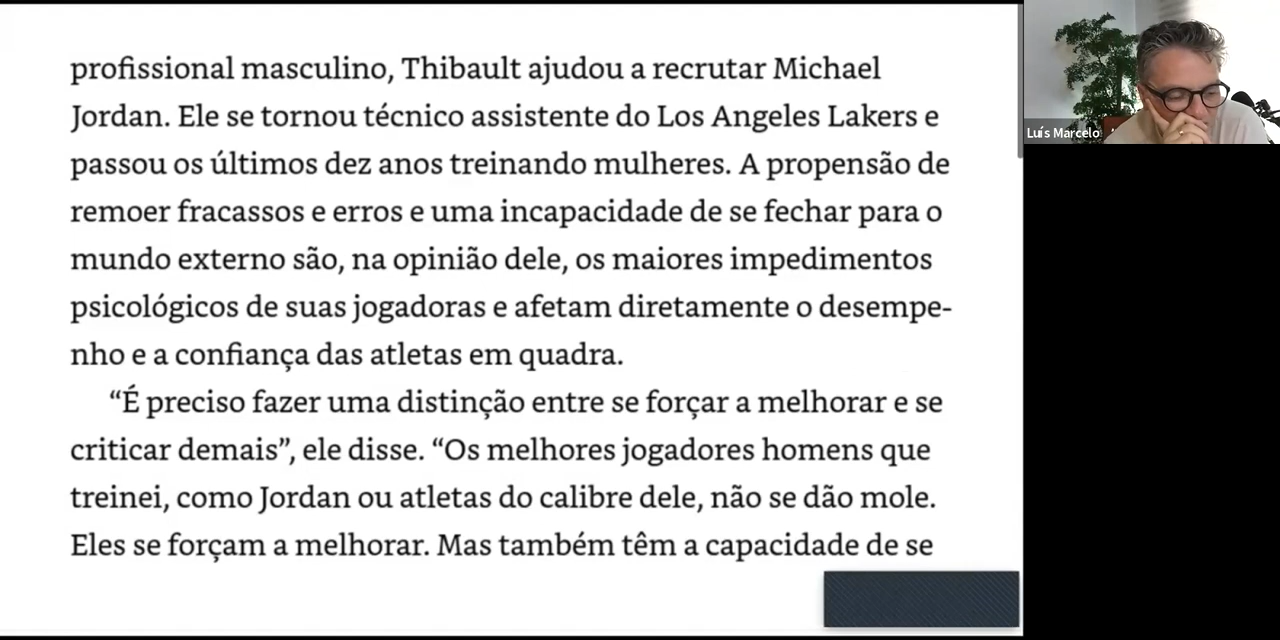 profissional masculino, Thibault ajudou a recrutar Michael
Jordan. Ele se tornou técnico assistente do Los Angeles Lakers e
passou os últimos dez anos treinando mulheres. A propensão de
remoer fracassos e erros e uma incapacidade de se fechar para o
mundo externo são, na opinião dele, os maiores impedimentos
psicológicos de suas jogadoras e afetam diretamente o desempe-
nho e a confiança das atletas em quadra.
“É preciso fazer uma distinção entre se forçar a melhorar e se
criticar demais”, ele disse. “Os melhores jogadores homens que
treinei, como Jordan ou atletas do calibre dele, não se dão mole.
Eles se forçam a melhorar. Mas também têm a capacidade de se
Luís Marcelo